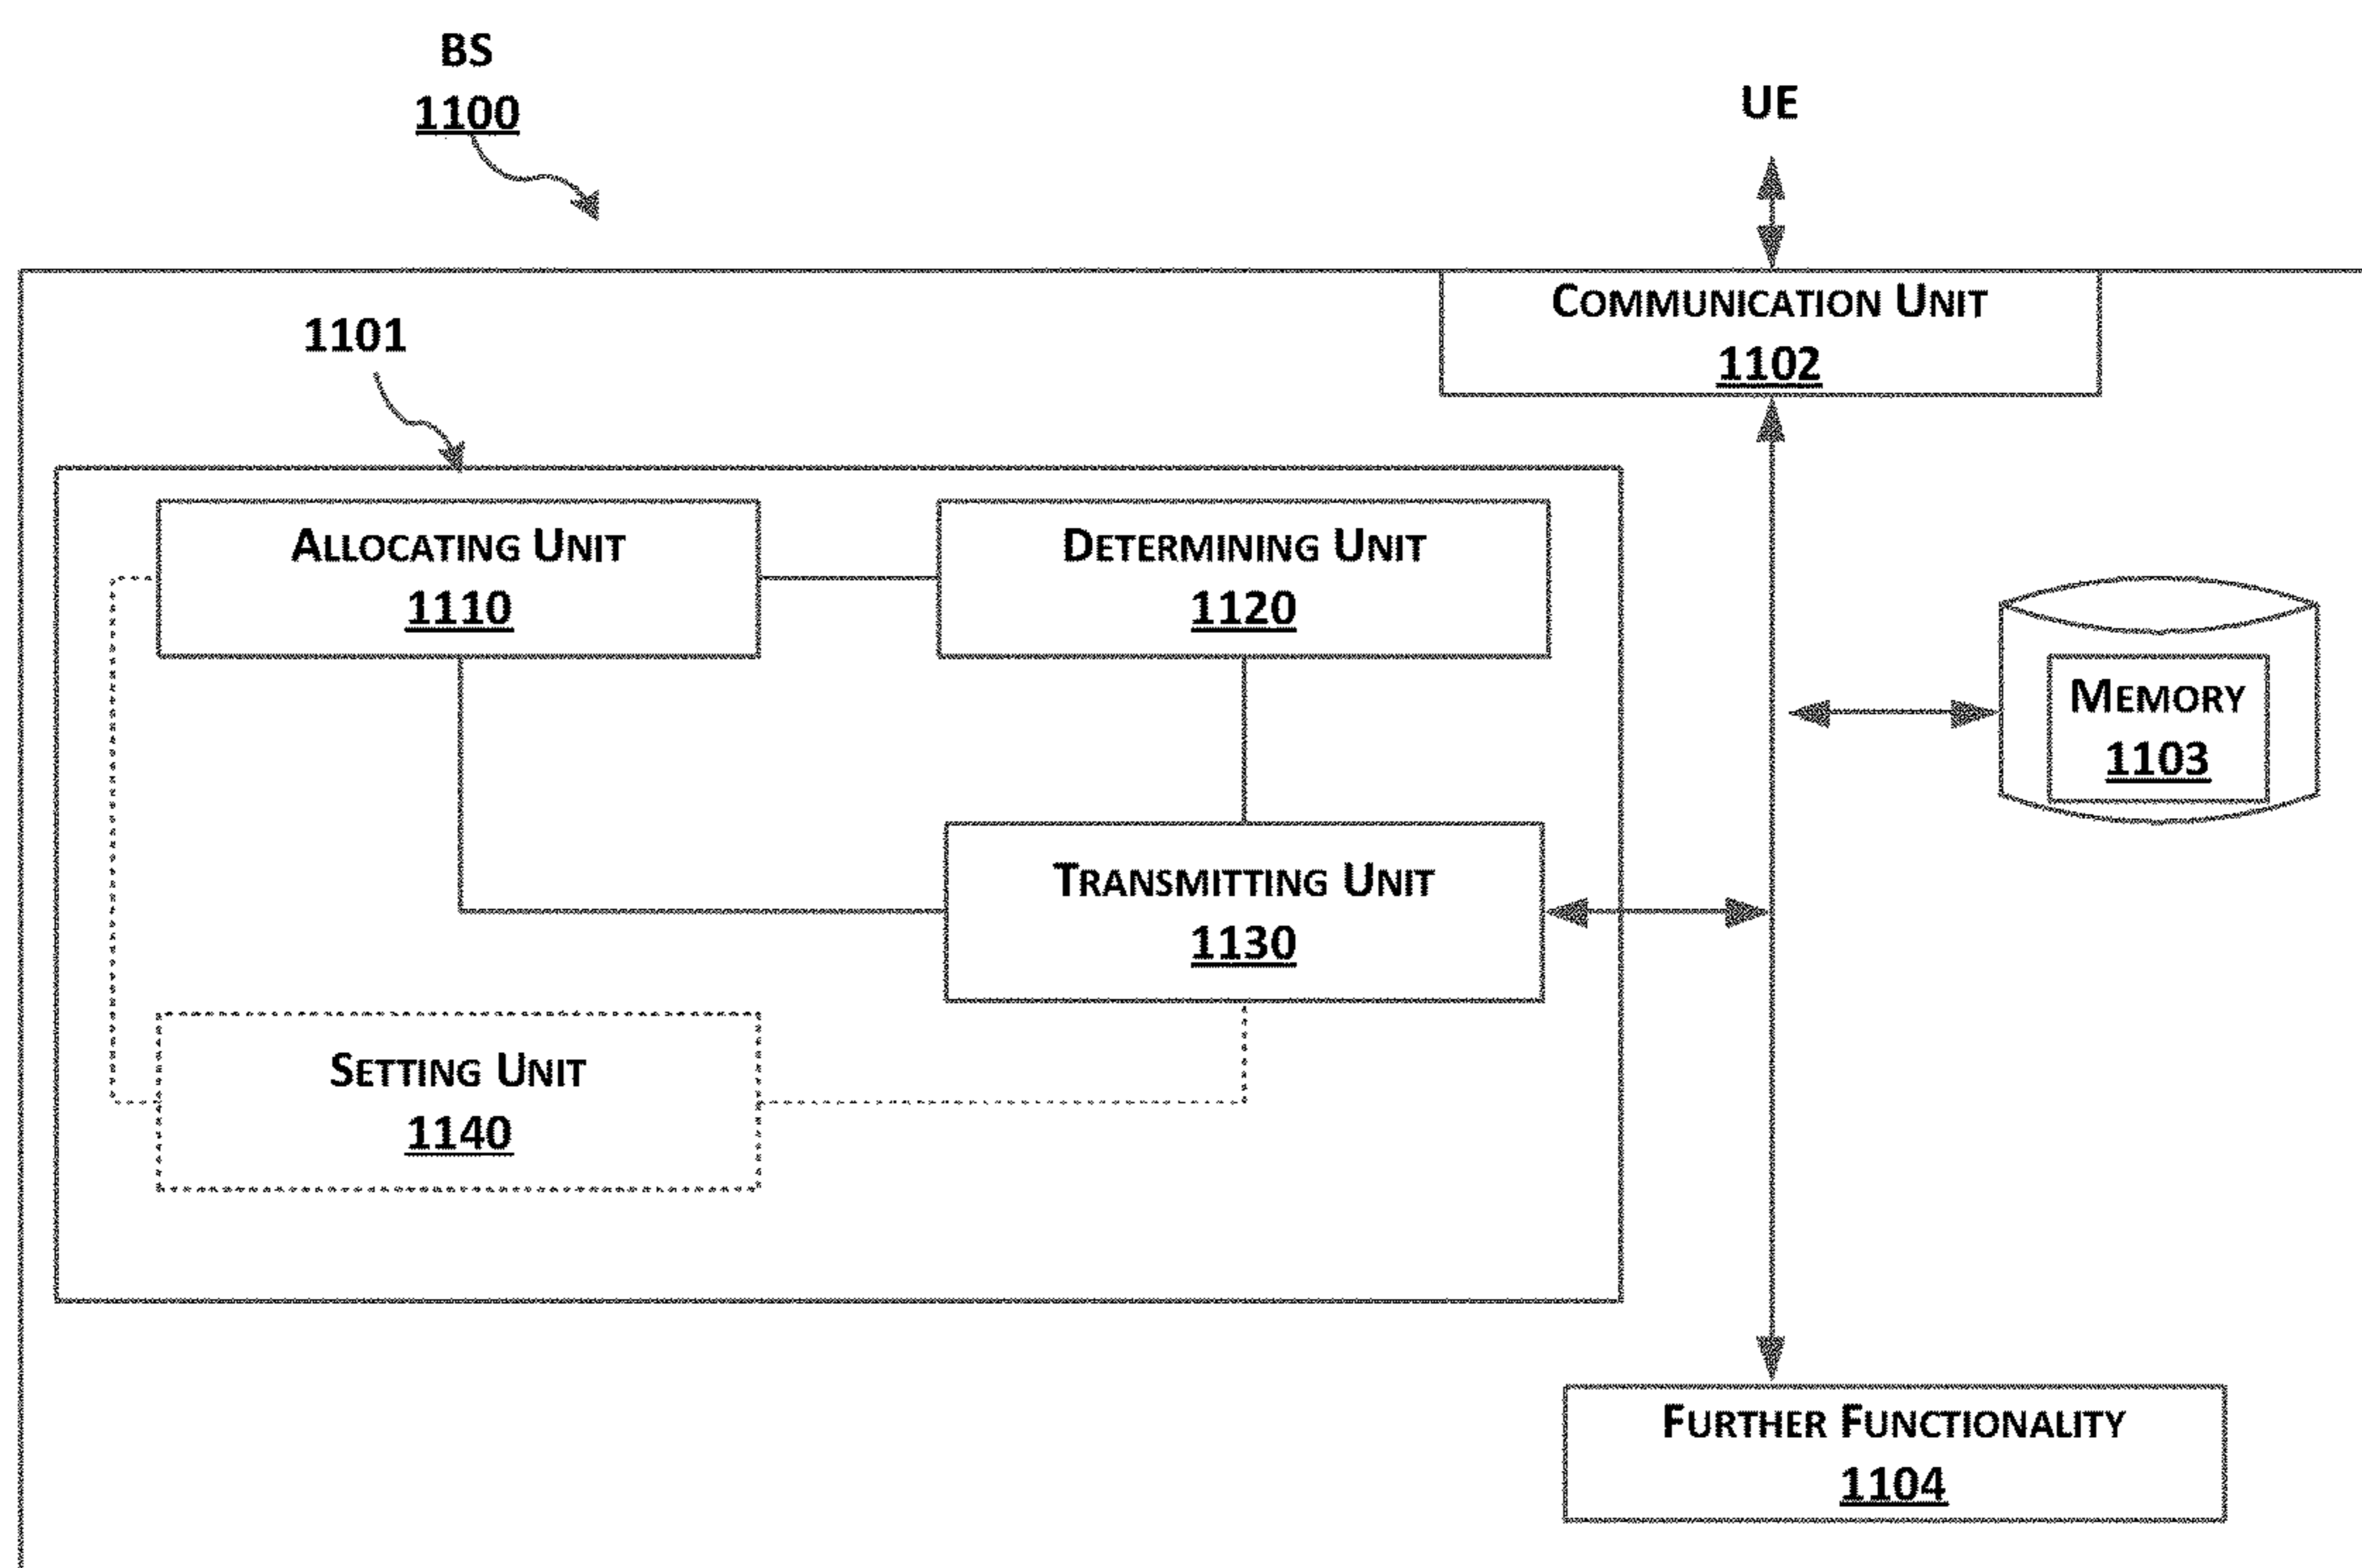 BS
1100
UE
COMMUNICATION UNIT
1102
1101
ALLOCATING UNIT
1110
DETERMINING UNIT
1120
MEMORY
1103
TRANSMITTING UNIT
1130
SETTING UNIT
1140
FURTHER FUNCTIONALITY
1104